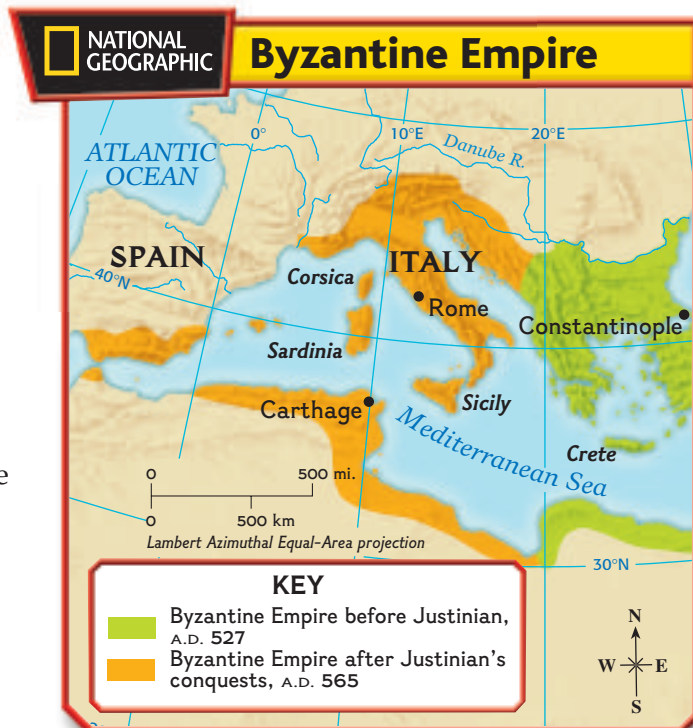 NATIONAL
GEOGRAPHIC
Byzantine Empire
0°
10°E
20°E
Danube R.
ATLANTIC
OCEAN
SPAIN
ITALY
40°N
Corsica
Rome
Constantinople
Sardinia
Carthage
Sicily
Mediterranean Sea
Crete
e
0 500 mi.
0 500 km
Lambert Azimuthal Equal-Area projection
30°N
KEY
Byzantine Empire before Justinian,
A.D. 527
Byzantine Empire after Justinian's
conquests, A.D. 565
N
W E
S